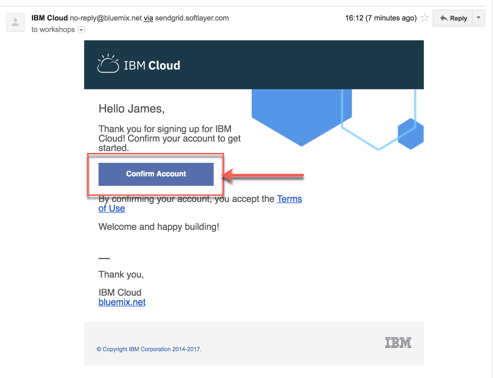 IBM Cloud no-reply@bluemix.net via sendgrid.softlayer.com
16:12 (7 minutes ago)
Reply
to workshops
IBM Cloud
Hello James,
Thank you for signing up for IBM
Cloud! Confirm your account to get
started.
Confirm Account
By confirming your account, you accept the Terms
of Use
Welcome and happy building!
—
Thank you,
IBM Cloud
bluemix.net
© Copyright IBM Corporation 2014-2017.
IBM